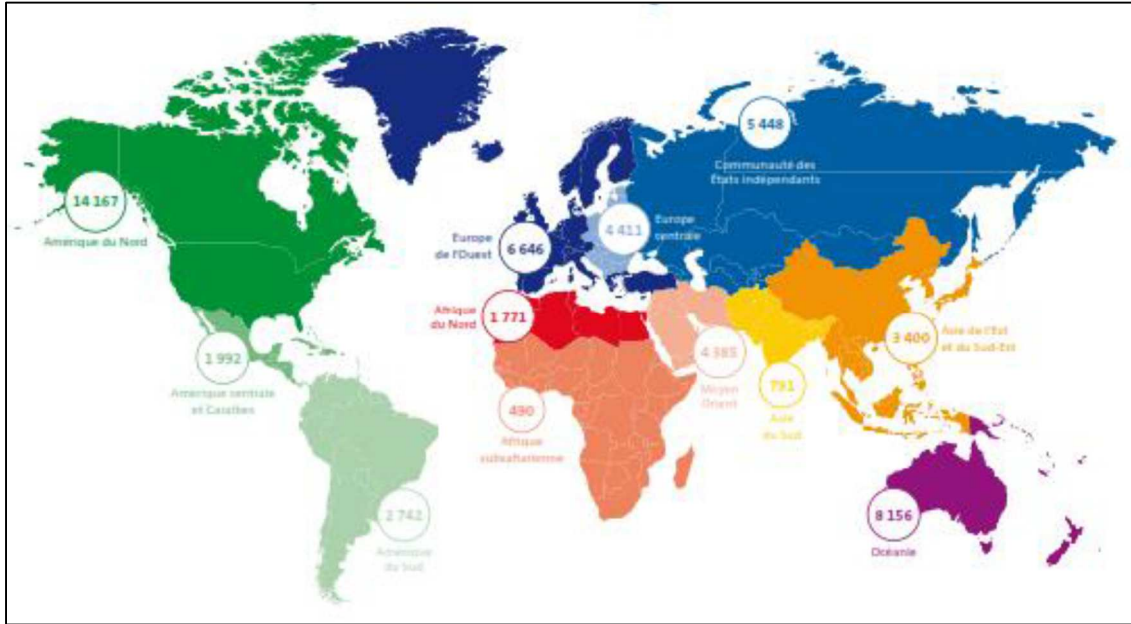 5 448
Communauté des
États indépendants
14 167
Amérique du Nord
Europe
de l'Ouest
6 646
4 411
Europe
centrale
Afrique
du Nord
1 771
1 992
Amérique centrale
et Caraïbes
490
Afrique
subsaharienne
4 385
Moyen
Orient
791
Asie
du Sud
3 400
Asie de l'Est
et du Sud-Est
2 742
Amérique
du Sud
8 156
Océanie